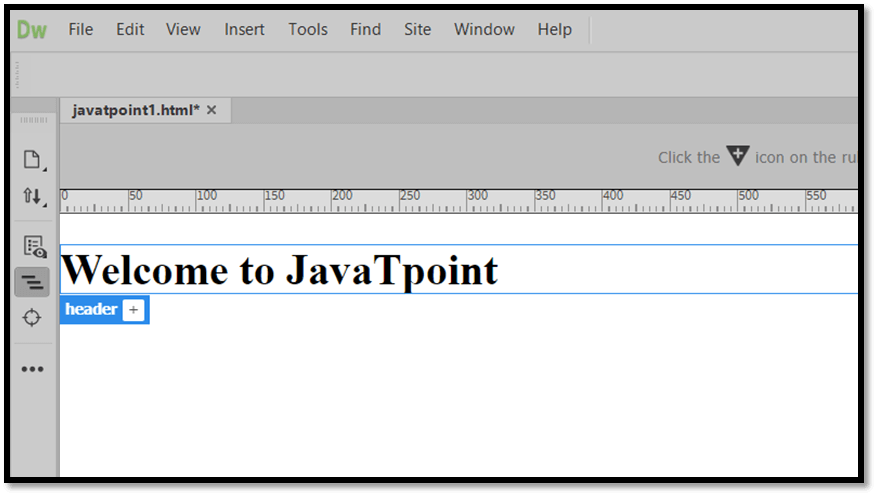 Dw File Edit View Insert Tools Find Site Window Help
javatpoint1.html* ×
Click the icon on the ru
0 50 100 150 200 250 300 350 400 450 500 550
Welcome to JavaTpoint
header +